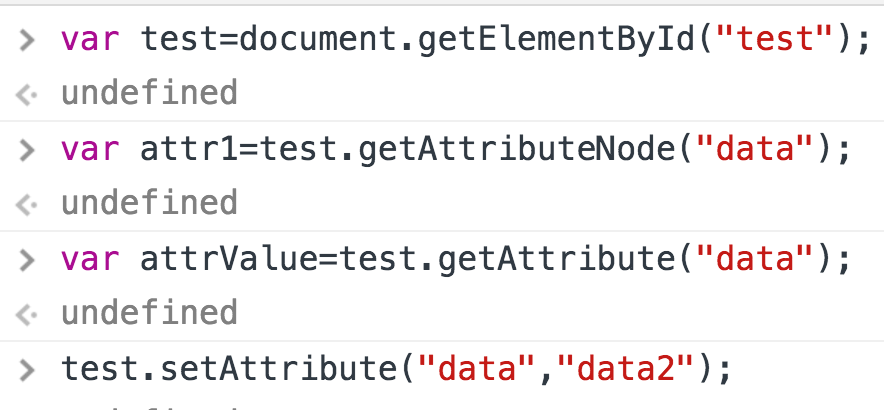 > var test=document.getElementById("test");
undefined
> var attr1=test.getAttributeNode("data");
undefined
> var attrValue=test.getAttribute("data");
undefined
> test.setAttribute("data","data2");